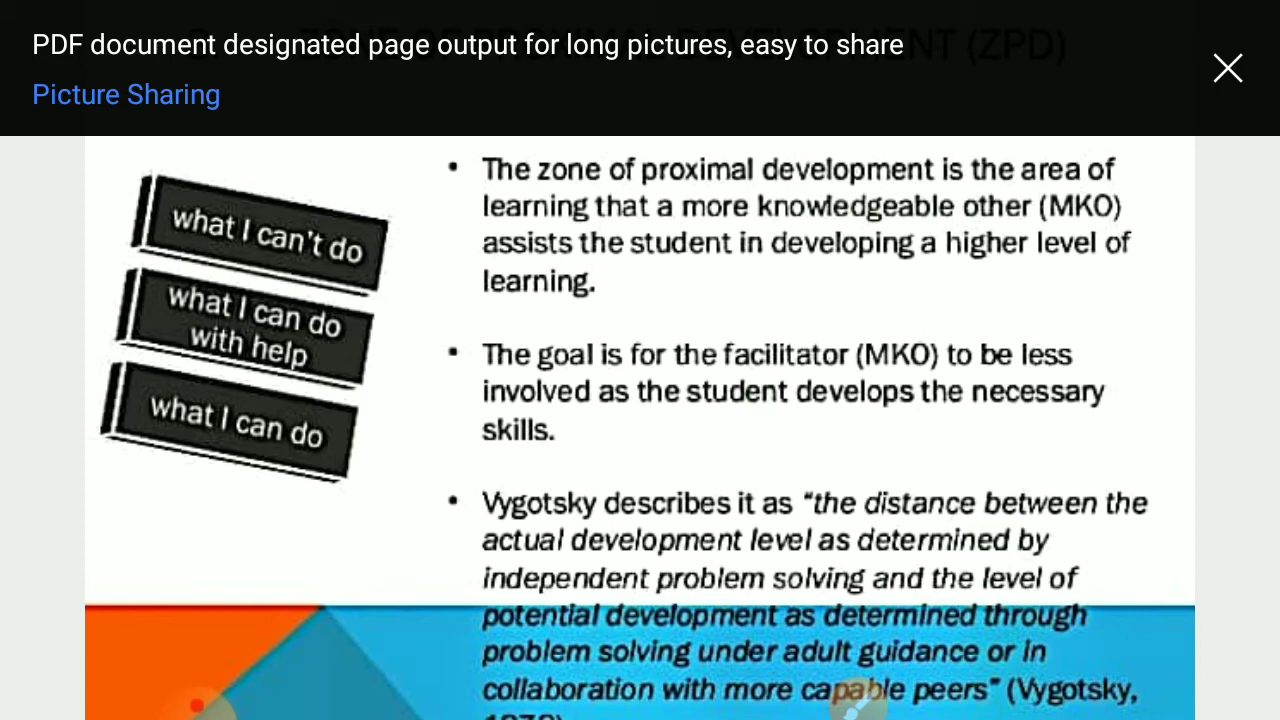 PDF document designated page output for long pictures, easy to share
Picture Sharing
(ZPD)
what I can't do
what I can do
with help
what I can do
• The zone of proximal development is the area of
learning that a more knowledgeable other (MKO)
assists the student in developing a higher level of
learning.
• The goal is for the facilitator (MKO) to be less
involved as the student develops the necessary
skills.
• Vygotsky describes it as “the distance between the
actual development level as determined by
independent problem solving and the level of
potential development as determined through
problem solving under adult guidance or in
collaboration with more capable peers” (Vygotsky,